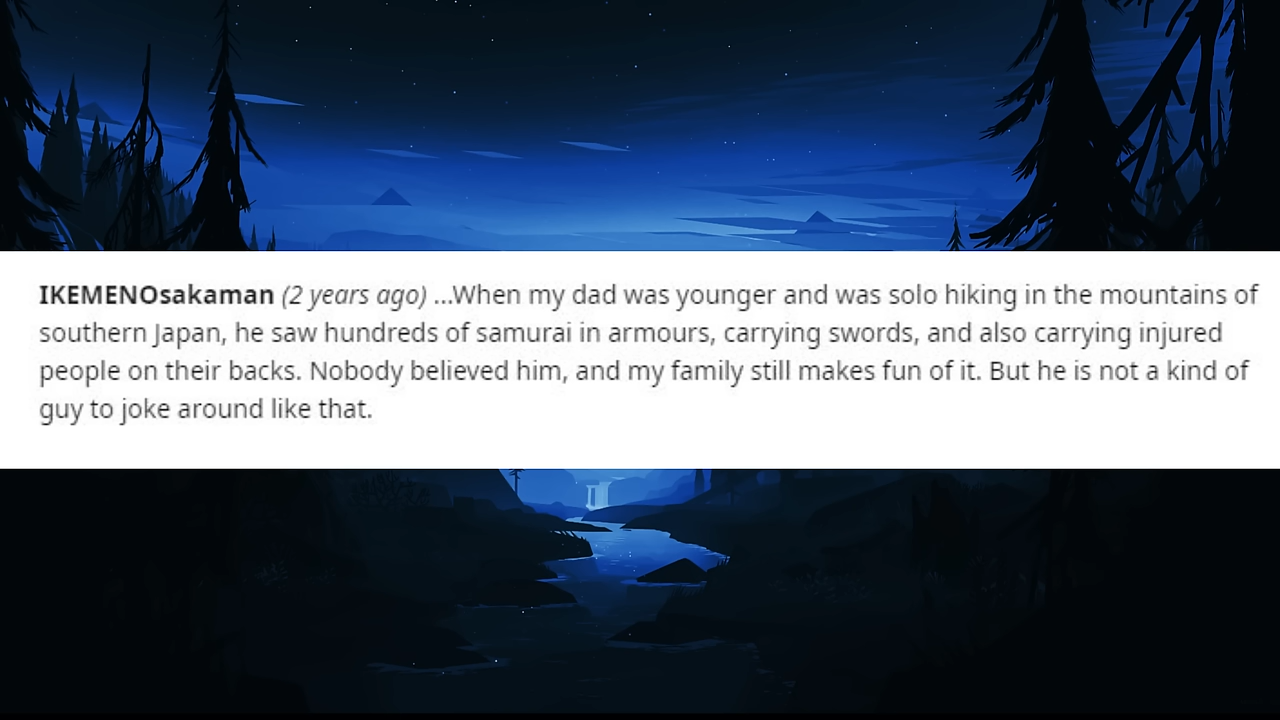 IKEMENOsakaman (2 years ago) ...When my dad was younger and was solo hiking in the mountains of
southern Japan, he saw hundreds of samurai in armours, carrying swords, and also carrying injured
people on their backs. Nobody believed him, and my family still makes fun of it. But he is not a kind of
guy to joke around like that.